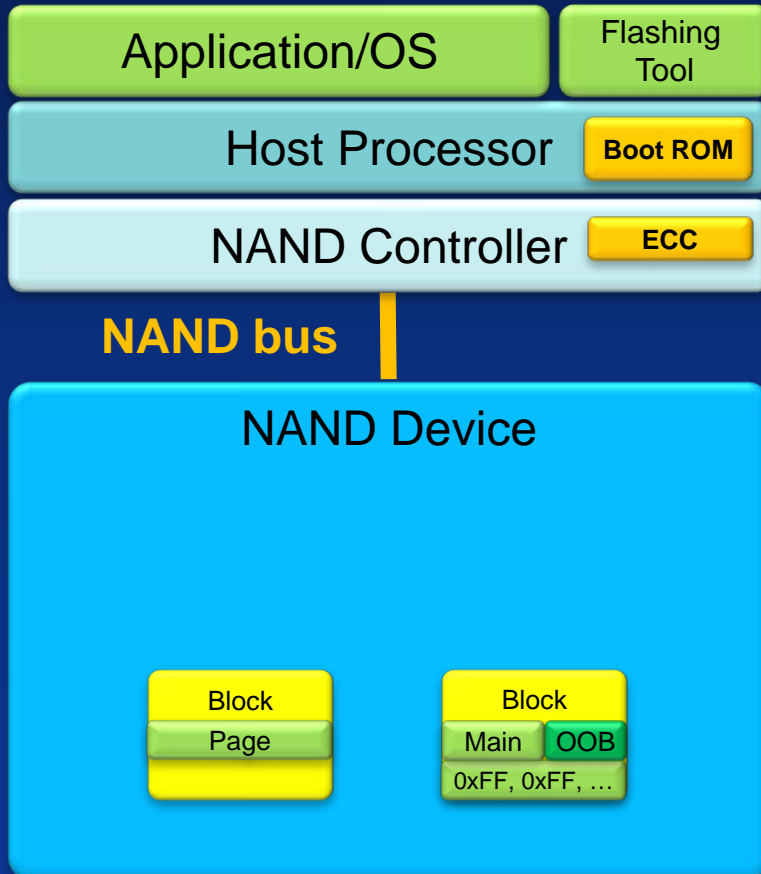 Application/OS
Flashing
Tool
Host Processor
Boot ROM
NAND Controller
ECC
NAND bus
NAND Device
Block
Page
Block
Main
OOB
0xFF, 0xFF, …